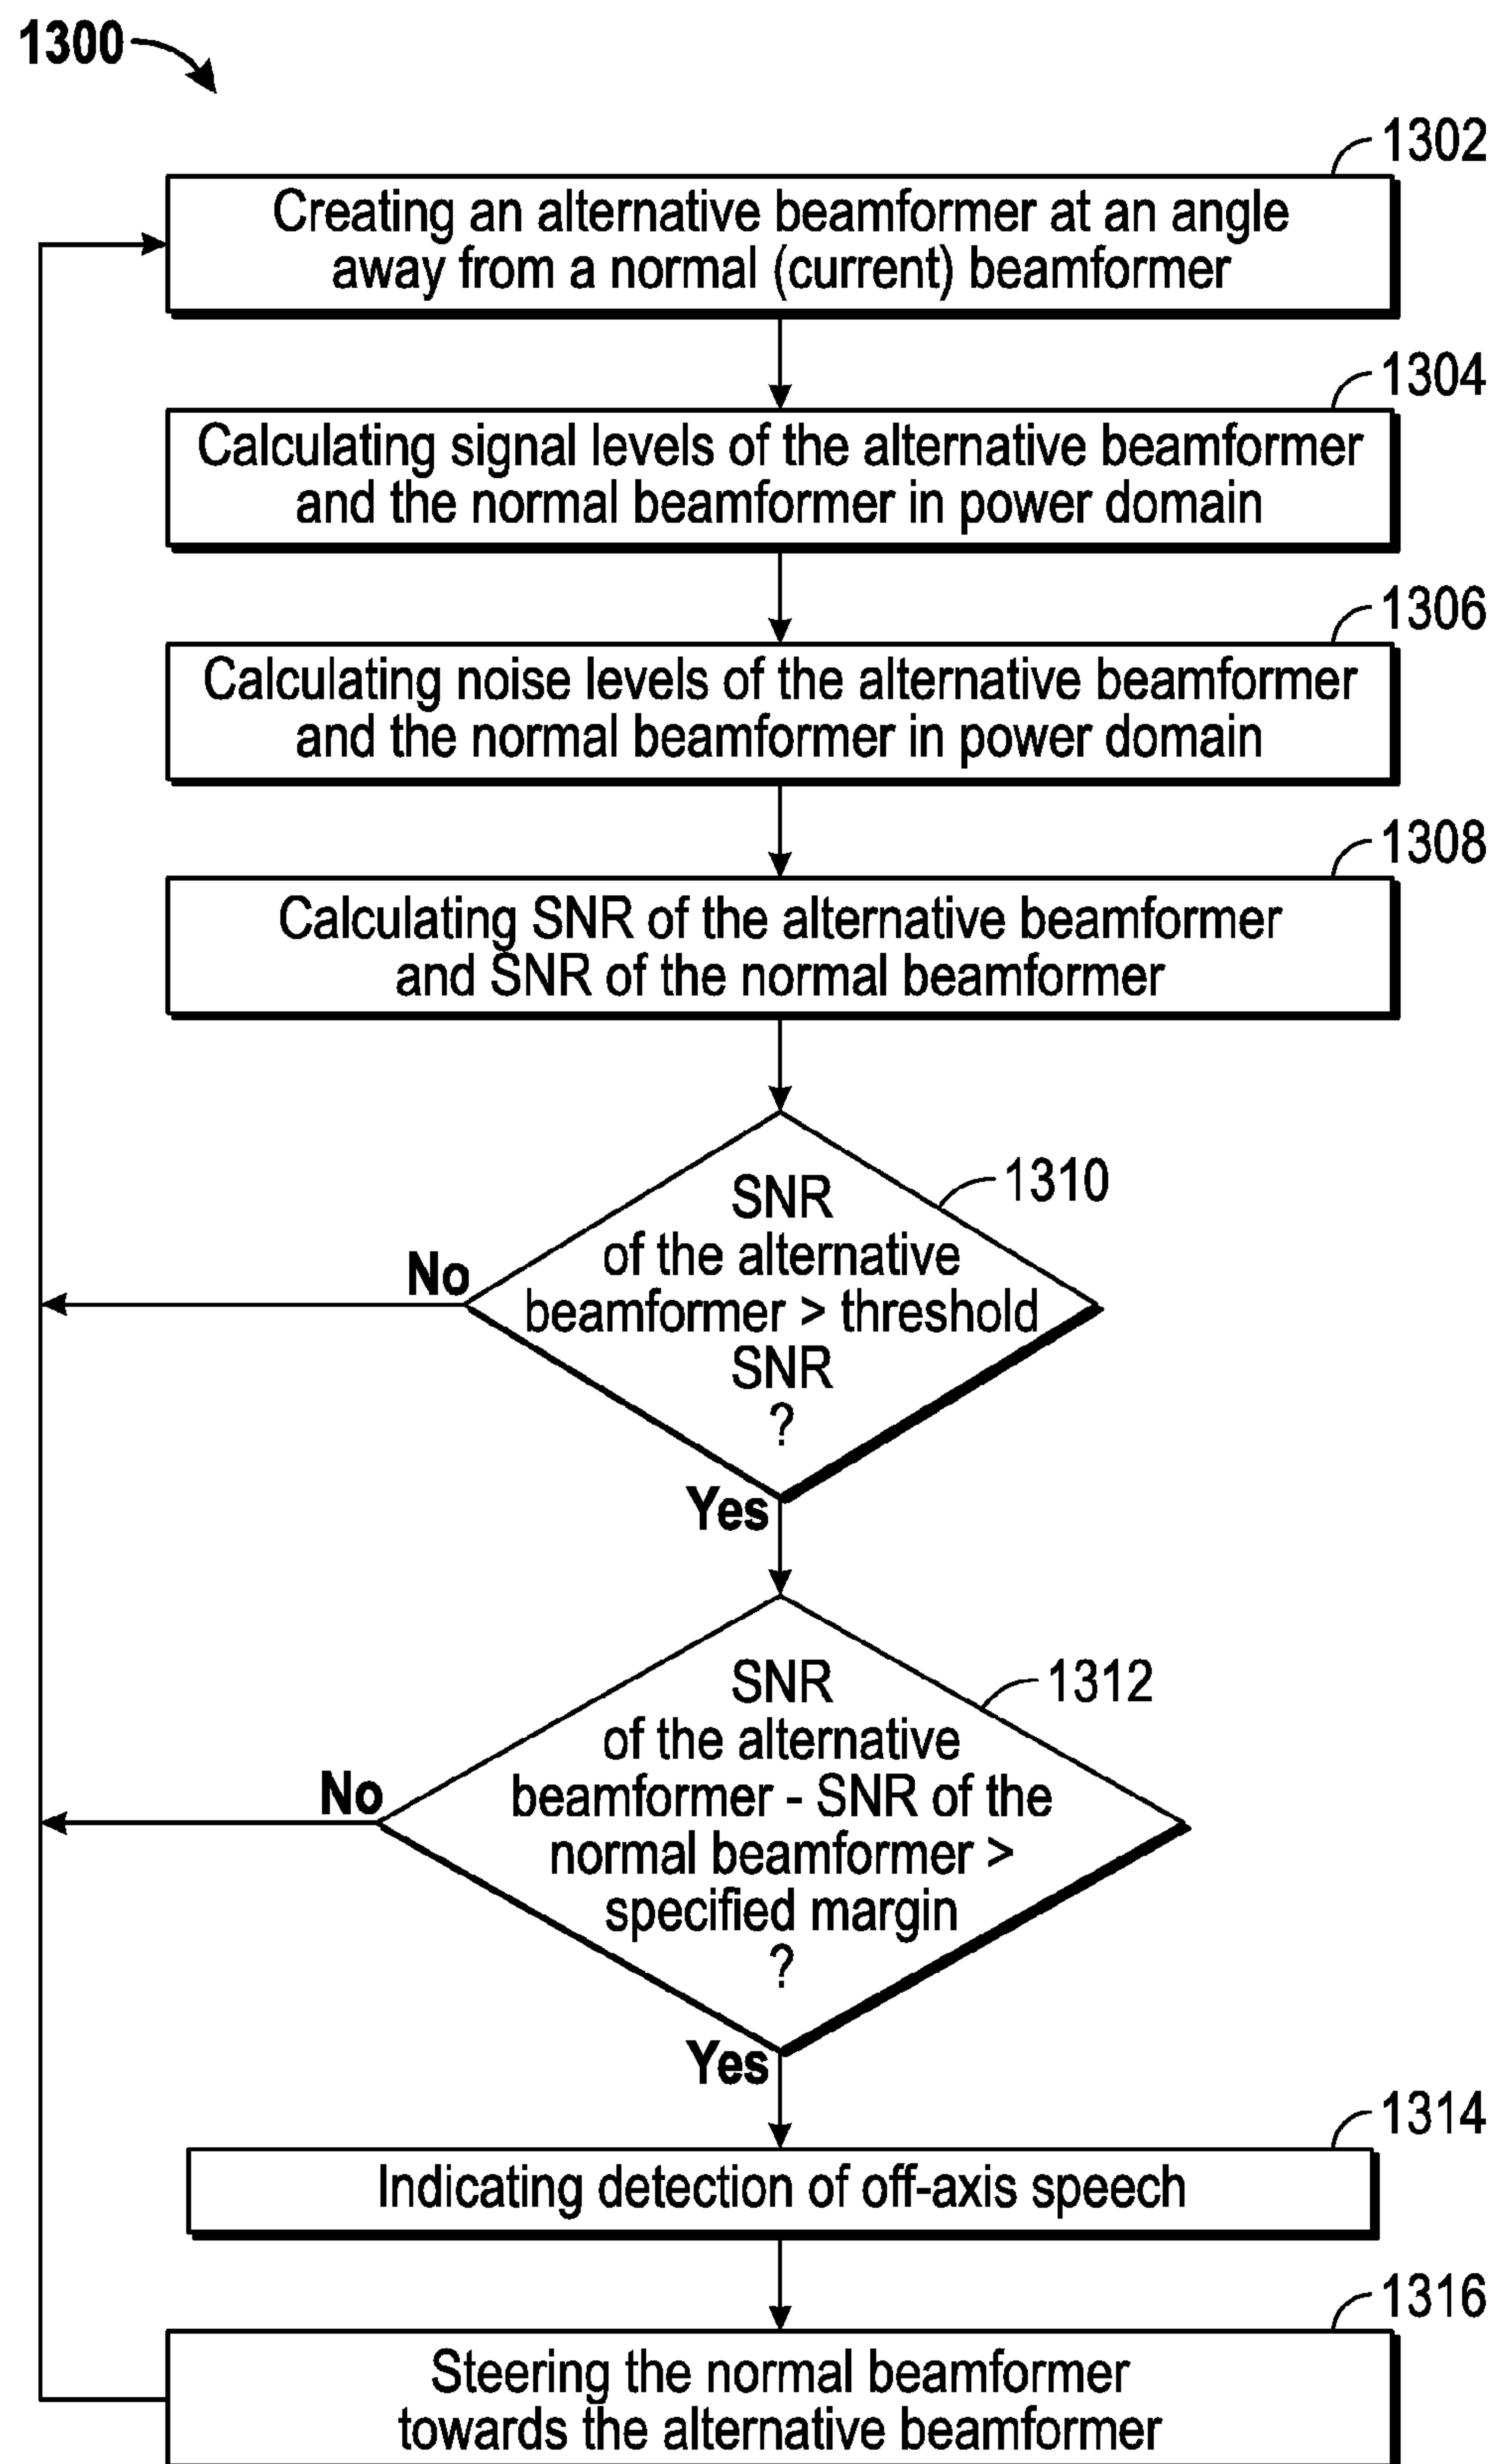 1300
1302
Creating an alternative beamformer at an angle
away from a normal (current) beamformer
1304
Calculating signal levels of the alternative beamformer
and the normal beamformer in power domain
1306
Calculating noise levels of the alternative beamformer
and the normal beamformer in power domain
1308
Calculating SNR of the alternative beamformer
and SNR of the normal beamformer
1310
SNR
of the alternative
beamformer > threshold
SNR
?
No
Yes
1312
SNR
of the alternative
beamformer - SNR of the
normal beamformer >
specified margin
?
No
Yes
1314
Indicating detection of off-axis speech
1316
Steering the normal beamformer
towards the alternative beamformer